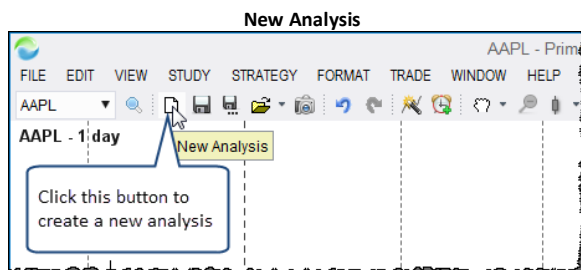 New Analysis
AAPL - Prim
FILE EDIT VIEW STUDY STRATEGY FORMAT TRADE WINDOW HELP
AAPL
AAPL - 1 day
New Analysis
Click this button to
create a new analysis